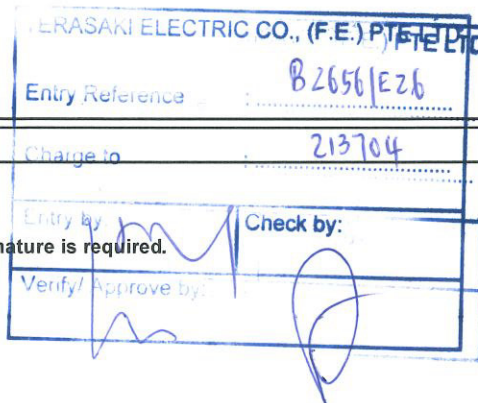 TERASAKI ELECTRIC CO., (F.E.) PTE LTD
Entry Reference : B2656/E26
Charge to : 213704
Entry by: Check by:
nature is required.
Verify/ Approve by: